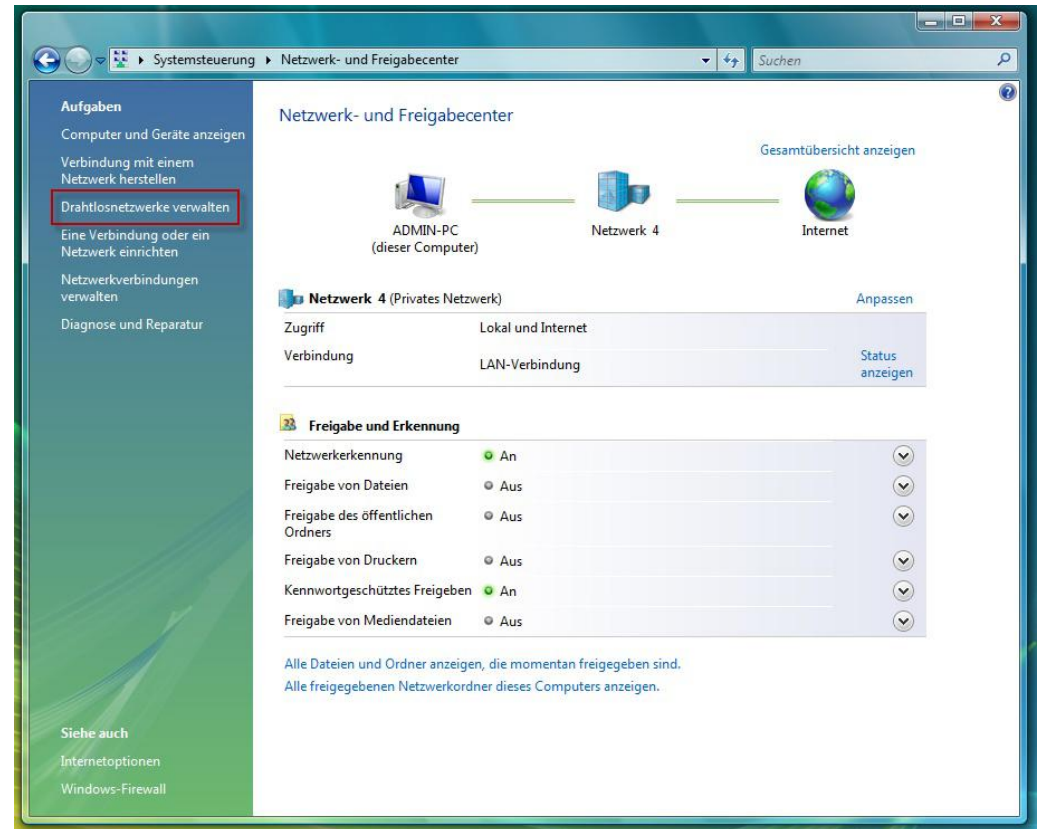 Systemsteuerung ▸ Netzwerk- und Freigabecenter
Suchen
Aufgaben
Computer und Geräte anzeigen
Verbindung mit einem
Netzwerk herstellen
Drahtlosnetzwerke verwalten
Eine Verbindung oder ein
Netzwerk einrichten
Netzwerkverbindungen
verwalten
Diagnose und Reparatur
Siehe auch
Internetoptionen
Windows-Firewall
Netzwerk- und Freigabecenter
Gesamtübersicht anzeigen
ADMIN-PC
(dieser Computer)
Netzwerk 4
Internet
Netzwerk 4 (Privates Netzwerk)
Anpassen
Zugriff
Lokal und Internet
Verbindung
LAN-Verbindung
Status
anzeigen
Freigabe und Erkennung
Netzwerkerkennung
An
Freigabe von Dateien
Aus
Freigabe des öffentlichen
Ordners
Aus
Freigabe von Druckern
Aus
Kennwortgeschütztes Freigeben
An
Freigabe von Mediendateien
Aus
Alle Dateien und Ordner anzeigen, die momentan freigegeben sind.
Alle freigegebenen Netzwerkordner dieses Computers anzeigen.